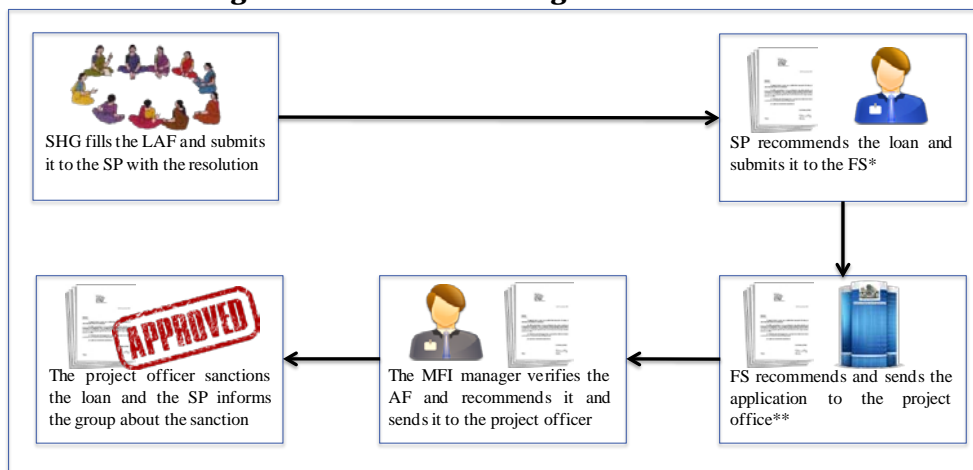 SHG fills the LAF and submits
it to the SP with the resolution
SP recommends the loan and
submits it to the FS*
FS recommends and sends the
application to the project
office**
The MFI manager verifies the
AF and recommends it and
sends it to the project officer
APPROVED
The project officer sanctions
the loan and the SP informs
the group about the sanction